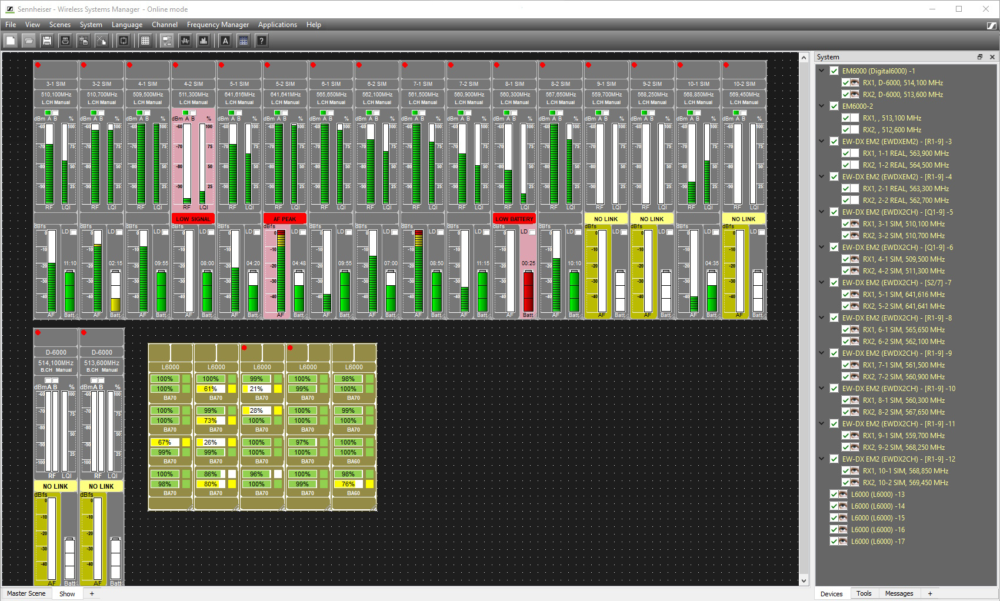 Sennheiser - Wireless Systems Manager - Online mode
File View Scenes System Language Channel Frequency Manager Applications Help
3-1 SIM 3-2 SIM 4-1 SIM 4-2 SIM 5-1 SIM 5-2 SIM 6-1 SIM 6-2 SIM 7-1 SIM 7-2 SIM 8-1 SIM 8-2 SIM 9-1 SIM 9-2 SIM 10-1 SIM 10-2 SIM
510,100MHz 510,700MHz 509,500MHz 511,300MHz 641,616MHz 641,641MHz 565,650MHz 562,100MHz 561,500MHz 560,900MHz 560,300MHz 567,650MHz 559,700MHz 568,250MHz 568,850MHz 569,450MHz
L.CH Manual L.CH Manual L.CH Manual L.CH Manual L.CH Manual L.CH Manual L.CH Manual L.CH Manual L.CH Manual L.CH Manual L.CH Manual L.CH Manual L.CH Manual L.CH Manual L.CH Manual L.CH Manual
dBm A B % dBm A B % dBm A B % dBm A B % dBm A B % dBm A B % dBm A B % dBm A B % dBm A B % dBm A B % dBm A B % dBm A B % dBm A B % dBm A B % dBm A B % dBm A B %
-60 100 -60 100 -60 100 -60 100 -60 100 -60 100 -60 100 -60 100 -60 100 -60 100 -60 100 -60 100 -60 100 -60 100 -60 100 -60 100
-70 75 -70 75 -70 75 -70 75 -70 75 -70 75 -70 75 -70 75 -70 75 -70 75 -70 75 -70 75 -70 75 -70 75 -70 75 -70 75
-80 50 -80 50 -80 50 -80 50 -80 50 -80 50 -80 50 -80 50 -80 50 -80 50 -80 50 -80 50 -80 50 -80 50 -80 50 -80 50
-90 25 -90 25 -90 25 -90 25 -90 25 -90 25 -90 25 -90 25 -90 25 -90 25 -90 25 -90 25 -90 25 -90 25 -90 25 -90 25
RF LQI RF LQI RF LQI RF LQI RF LQI RF LQI RF LQI RF LQI RF LQI RF LQI RF LQI RF LQI RF LQI RF LQI RF LQI RF LQI
LOW SIGNAL AF PEAK LOW BATTERY NO LINK NO LINK NO LINK
dBfs dBfs dBfs dBfs dBfs dBfs dBfs dBfs dBfs dBfs dBfs dBfs dBfs dBfs dBfs dBfs
0 LD 0 LD 0 LD 0 LD 0 LD 0 LD 0 LD 0 LD 0 LD 0 LD 0 LD 0 LD 0 LD 0 LD 0 LD 0 LD
-10 -10 -10 -10 -10 -10 -10 -10 -10 -10 -10 -10 -10 -10 -10 -10
11:10 02:15 09:55 08:00 04:20 04:48 09:55 07:00 08:50 11:15 00:25 10:10 04:35
-20 -20 -20 -20 -20 -20 -20 -20 -20 -20 -20 -20 -20 -20 -20 -20
-30 -30 -30 -30 -30 -30 -30 -30 -30 -30 -30 -30 -30 -30 -30 -30
-40 -40 -40 -40 -40 -40 -40 -40 -40 -40 -40 -40 -40 -40 -40 -40
AF Batt AF Batt AF Batt AF Batt AF Batt AF Batt AF Batt AF Batt AF Batt AF Batt AF Batt AF Batt AF Batt AF Batt AF Batt AF Batt
D-6000 D-6000
514,100MHz 513,600MHz
B.CH Manual B.CH Manual
dBm A B % dBm A B %
-60 100 -60 100
-70 75 -70 75
-80 50 -80 50
-90 25 -90 25
-100 -100
RF LQI RF LQI
NO LINK NO LINK
dBfs dBfs
0 0
-10 -10
-20 -20
-30 -30
-40 -40
AF Batt AF Batt
L6000 L6000 L6000 L6000 L6000
100% 100% 99% 100% 98%
100% 61% 21% 99% 100%
BA70 BA70 BA70 BA70 BA70
100% 99% 28% 100% 99%
100% 73% 100% 100% 100%
BA70 BA70 BA70 BA70 BA70
67% 26% 100% 97% 100%
99% 99% 100% 100% 100%
BA70 BA70 BA70 BA70 BA60
100% 86% 96% 100% 98%
98% 80% 100% 99% 76%
BA70 BA70 BA70 BA70 BA60
Master Scene Show +
System
EM6000 (Digital6000) -1
RX1, D-6000, 514,100 MHz
RX2, D-6000, 513,600 MHz
EM6000-2
RX1, , 513,100 MHz
RX2, , 512,600 MHz
EW-DX EM2 (EWDXEM2) - [R1-9] -3
RX1, 1-1 REAL, 563,900 MHz
RX2, 1-2 REAL, 564,500 MHz
EW-DX EM2 (EWDXEM2) - [R1-9] -4
RX1, 2-1 REAL, 563,300 MHz
RX2, 2-2 REAL, 562,700 MHz
EW-DX EM2 (EWDX2CH) - [Q1-9] -5
RX1, 3-1 SIM, 510,100 MHz
RX2, 3-2 SIM, 510,700 MHz
EW-DX EM2 (EWDX2CH) - [Q1-9] -6
RX1, 4-1 SIM, 509,500 MHz
RX2, 4-2 SIM, 511,300 MHz
EW-DX EM2 (EWDX2CH) - [S2/7] -7
RX1, 5-1 SIM, 641,616 MHz
RX2, 5-2 SIM, 641,641 MHz
EW-DX EM2 (EWDX2CH) - [R1-9] -8
RX1, 6-1 SIM, 565,650 MHz
RX2, 6-2 SIM, 562,100 MHz
EW-DX EM2 (EWDX2CH) - [R1-9] -9
RX1, 7-1 SIM, 561,500 MHz
RX2, 7-2 SIM, 560,900 MHz
EW-DX EM2 (EWDX2CH) - [R1-9] -10
RX1, 8-1 SIM, 560,300 MHz
RX2, 8-2 SIM, 567,650 MHz
EW-DX EM2 (EWDX2CH) - [R1-9] -11
RX1, 9-1 SIM, 559,700 MHz
RX2, 9-2 SIM, 568,250 MHz
EW-DX EM2 (EWDX2CH) - [R1-9] -12
RX1, 10-1 SIM, 568,850 MHz
RX2, 10-2 SIM, 569,450 MHz
L6000 (L6000) -13
L6000 (L6000) -14
L6000 (L6000) -15
L6000 (L6000) -16
L6000 (L6000) -17
Devices Tools Messages +